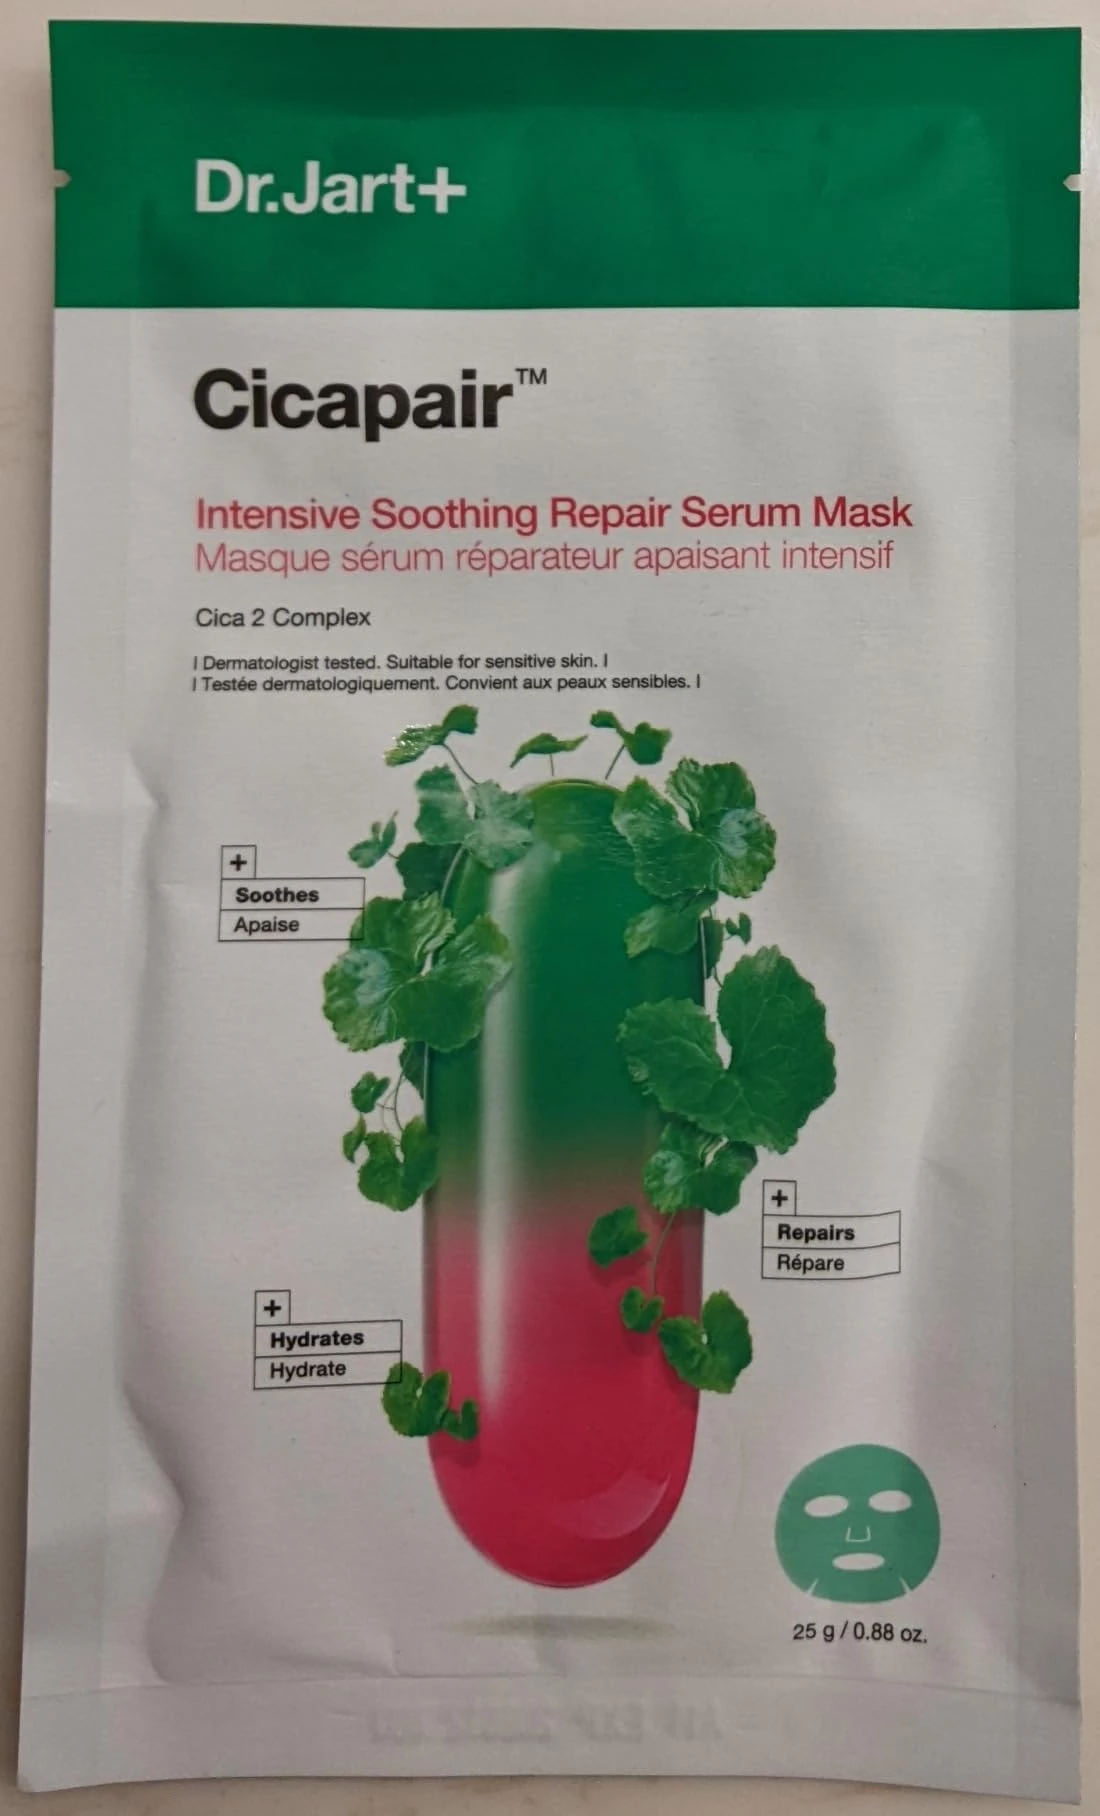 Dr.Jart+
Cicapair™
Intensive Soothing Repair Serum Mask
Masque sérum réparateur apaisant intensif
Cica 2 Complex
I Dermatologist tested. Suitable for sensitive skin. I
I Testée dermatologiquement. Convient aux peaux sensibles. I
+
Soothes
Apaise
+
Repairs
Répare
+
Hydrates
Hydrate
25 g / 0.88 oz.